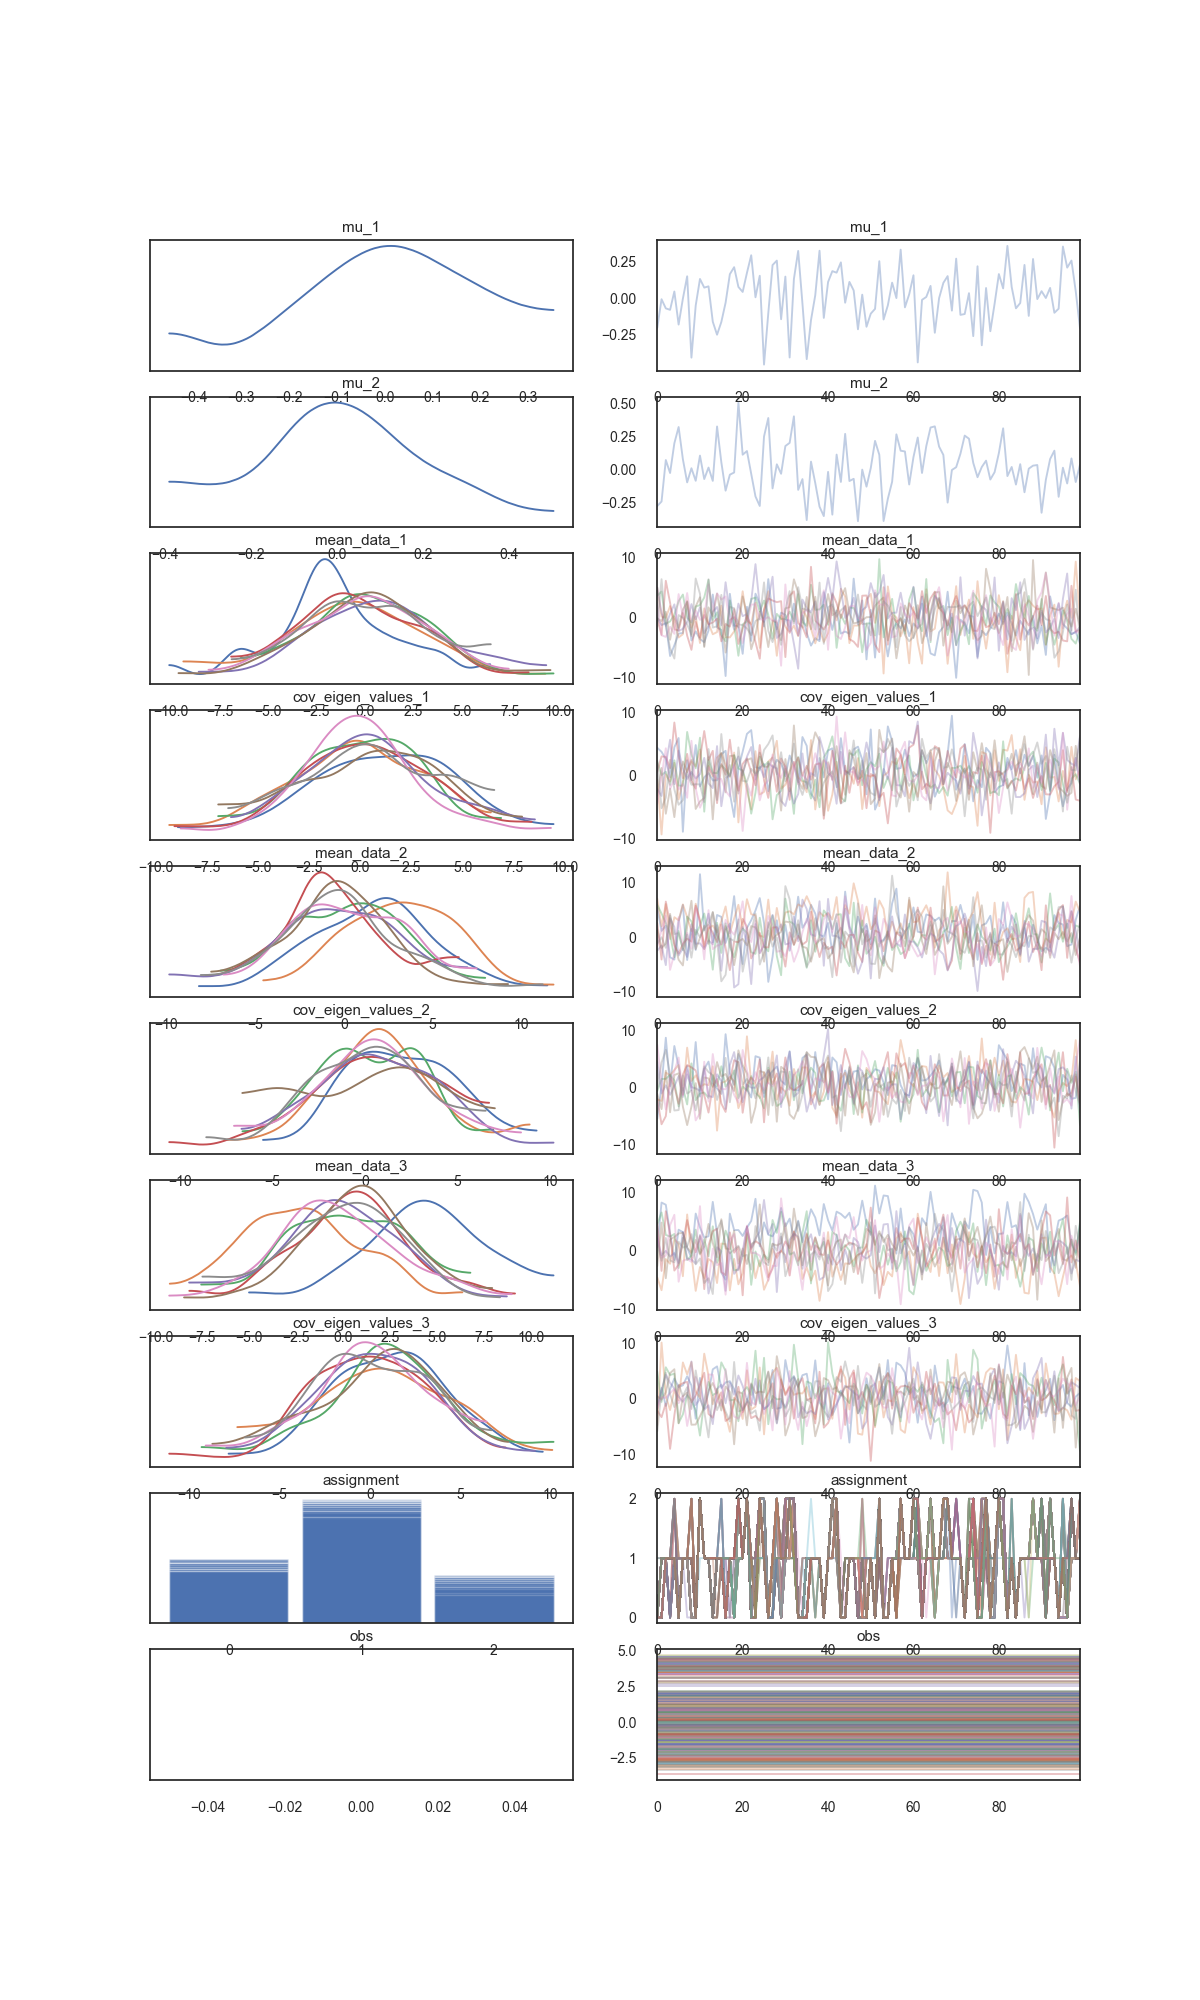 mu_1 mu_1
0.25
0.00
−0.25
mu_2 mu_2
−0.4 −0.3 −0.2 −0.1 0.0 0.1 0.2 0.3 0 20 40 60 80
0.50
0.25
0.00
−0.25
mean_data_1 mean_data_1
−0.4 −0.2 0.0 0.2 0.4 0 20 40 60 80
10
0
−10
cov_eigen_values_1 cov_eigen_values_1
−10.0 −7.5 −5.0 −2.5 0.0 2.5 5.0 7.5 10.0 0 20 40 60 80
10
0
−10
mean_data_2 mean_data_2
−10.0 −7.5 −5.0 −2.5 0.0 2.5 5.0 7.5 10.0 0 20 40 60 80
10
0
−10
cov_eigen_values_2 cov_eigen_values_2
−10 −5 0 5 10 0 20 40 60 80
10
0
−10
mean_data_3 mean_data_3
−10 −5 0 5 10 0 20 40 60 80
10
0
−10
cov_eigen_values_3 cov_eigen_values_3
−10.0 −7.5 −5.0 −2.5 0.0 2.5 5.0 7.5 10.0 0 20 40 60 80
10
0
−10
assignment assignment
−10 −5 0 5 10 0 20 40 60 80
2
1
0
obs obs
0 1 2 0 20 40 60 80
5.0
2.5
0.0
−2.5
−0.04 −0.02 0.00 0.02 0.04 0 20 40 60 80